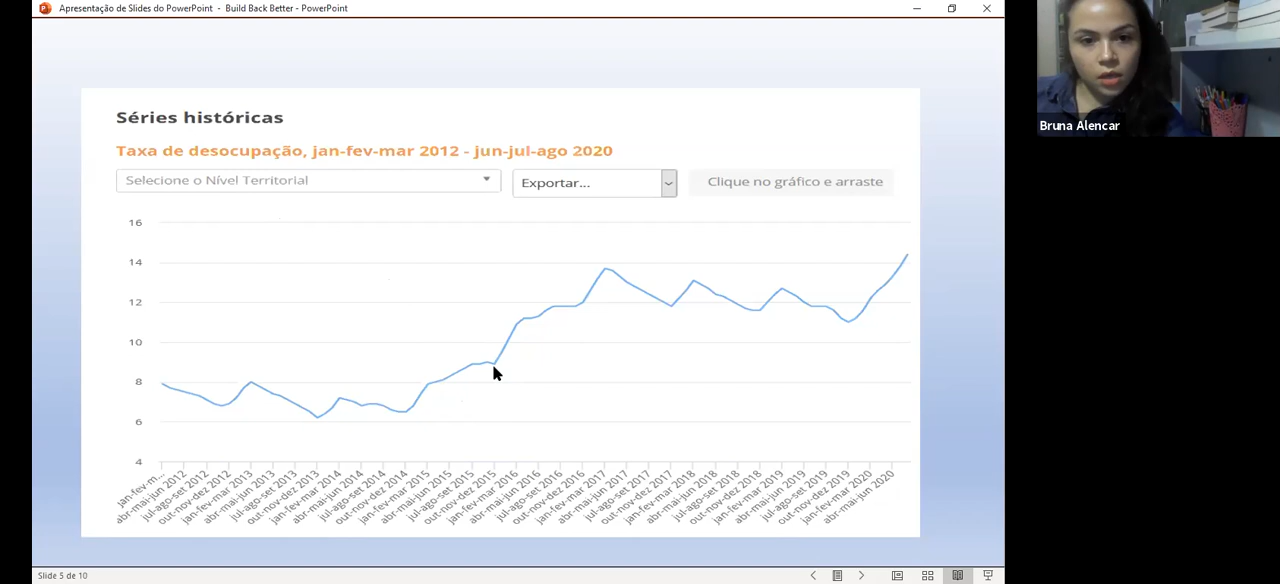 Apresentação de Slides do PowerPoint - Build Back Better - PowerPoint
Bruna Alencar
Séries históricas
Taxa de desocupação, jan-fev-mar 2012 - jun-jul-ago 2020
Selecione o Nível Territorial
Exportar...
Clique no gráfico e arraste
16
14
12
10
8
6
4
jan-fev-m...
abr-mai-jun 2012
jul-ago-set 2012
out-nov-dez 2012
jan-fev-mar 2013
abr-mai-jun 2013
jul-ago-set 2013
out-nov-dez 2013
jan-fev-mar 2014
abr-mai-jun 2014
jul-ago-set 2014
out-nov-dez 2014
jan-fev-mar 2015
abr-mai-jun 2015
jul-ago-set 2015
out-nov-dez 2015
jan-fev-mar 2016
abr-mai-jun 2016
jul-ago-set 2016
out-nov-dez 2016
jan-fev-mar 2017
abr-mai-jun 2017
jul-ago-set 2017
out-nov-dez 2017
jan-fev-mar 2018
abr-mai-jun 2018
jul-ago-set 2018
out-nov-dez 2018
jan-fev-mar 2019
abr-mai-jun 2019
jul-ago-set 2019
out-nov-dez 2019
jan-fev-mar 2020
abr-mai-jun 2020
Slide 5 de 10